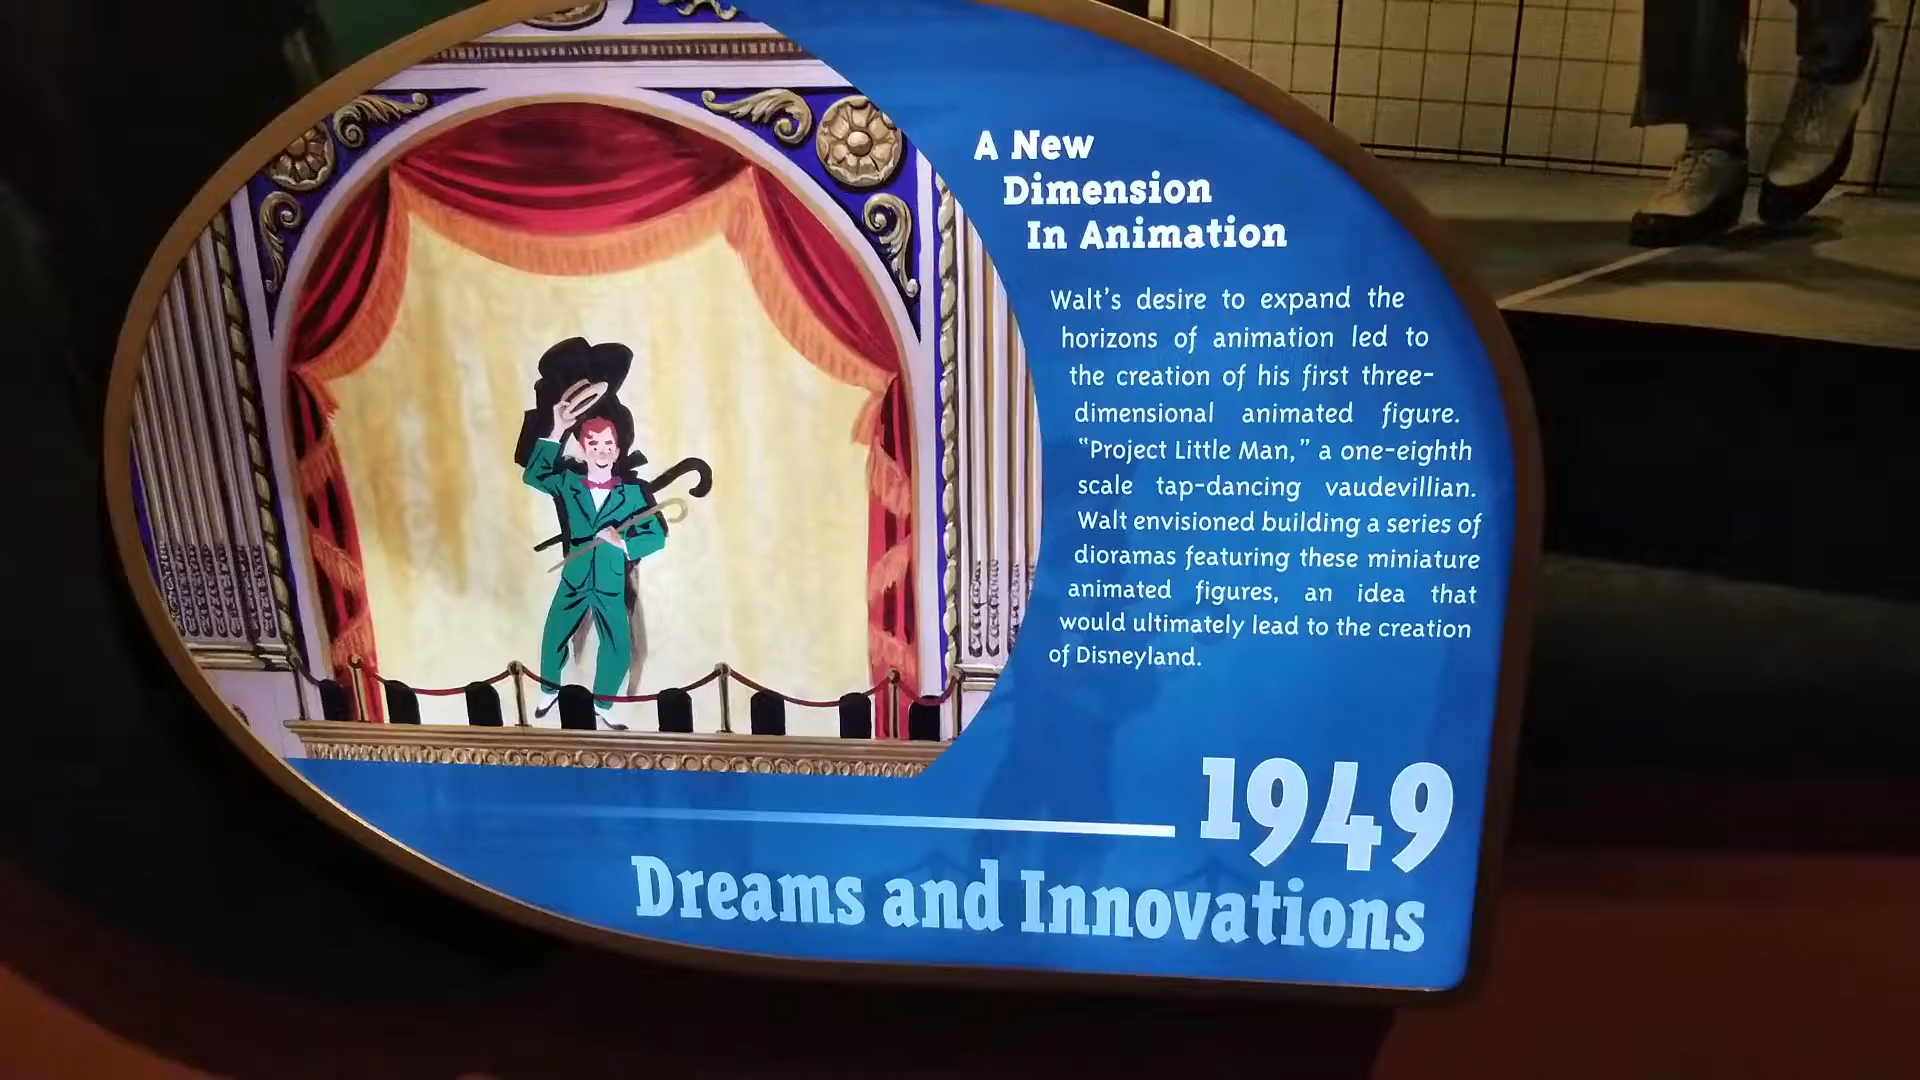 A New
Dimension
In Animation
Walt's desire to expand the
horizons of animation led to
the creation of his first three-
dimensional animated figure.
“Project Little Man,” a one-eighth
scale tap-dancing vaudevillian.
Walt envisioned building a series of
dioramas featuring these miniature
animated figures, an idea that
would ultimately lead to the creation
of Disneyland.
1949
Dreams and Innovations